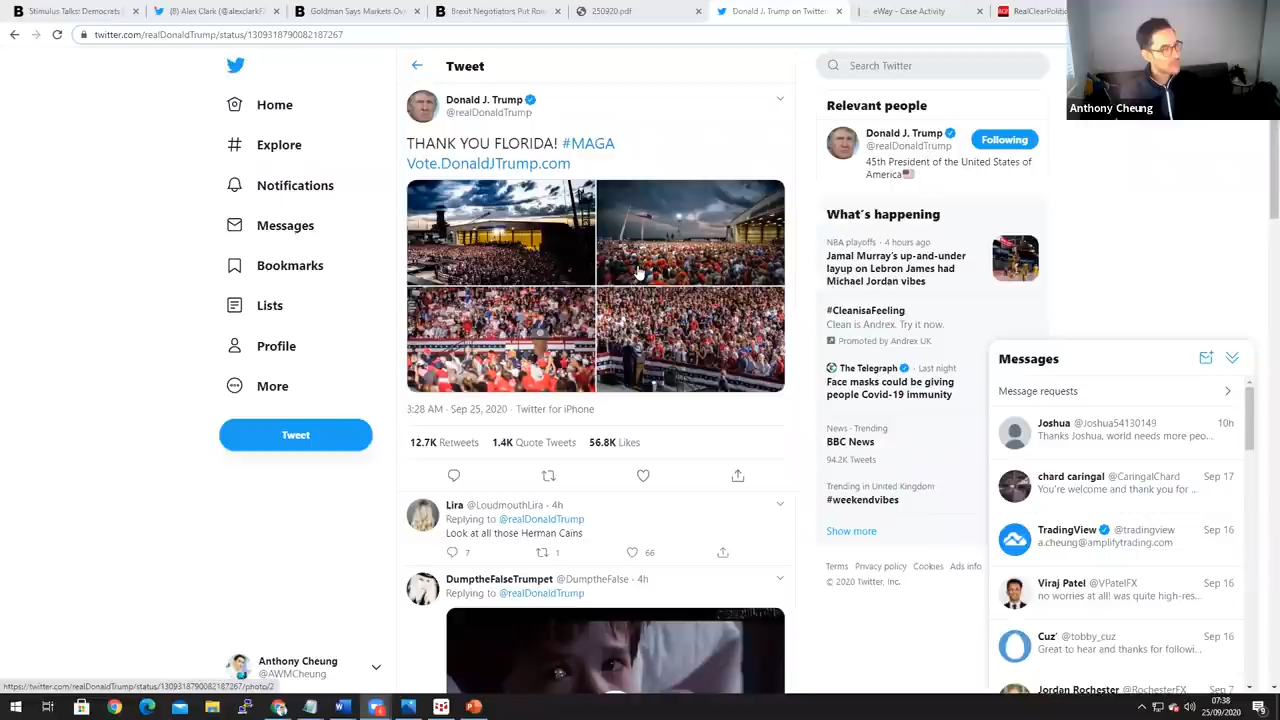 Stimulus Talks: Democrats
(8) Alex Clark (@alexclark
Goldman Says Markets Ov
Brexit Negotiators Put Ro
250920.pdf
Donald J. Trump on Twitter
eWay - Case Activity
RealClearPoliti
twitter.com/realDonaldTrump/status/1309318790082187267
Anthony Cheung
Home
Explore
Notifications
Messages
Bookmarks
Lists
Profile
More
Tweet
Anthony Cheung
@AWMCheung
Tweet
Donald J. Trump
@realDonaldTrump
THANK YOU FLORIDA! #MAGA
Vote.DonaldJTrump.com
3:28 AM · Sep 25, 2020 · Twitter for iPhone
12.7K Retweets 1.4K Quote Tweets 56.8K Likes
Lira @LoudmouthLira · 4h
Replying to @realDonaldTrump
Look at all those Herman Cains
7 1 66
DumptheFalseTrumpet @DumptheFalse · 4h
Replying to @realDonaldTrump
Search Twitter
Relevant people
Donald J. Trump
@realDonaldTrump
Following
45th President of the United States of
America
What's happening
NBA playoffs · 4 hours ago
Jamal Murray's up-and-under
layup on Lebron James had
Michael Jordan vibes
#CleanisaFeeling
Clean is Andrex. Try it now.
Promoted by Andrex UK
The Telegraph · Last night
Face masks could be giving
people Covid-19 immunity
News · Trending
BBC News
94.2K Tweets
Trending in United Kingdom
#weekendvibes
Show more
Terms Privacy policy Cookies Ads info
© 2020 Twitter, Inc.
Messages
Message requests
Joshua @Joshua54130149 10h
Thanks Joshua, world needs more peo...
chard caringal @CaringalChard Sep 17
You're welcome and thank you for ...
TradingView @tradingview Sep 16
a.cheung@amplifytrading.com
Viraj Patel @VPatelFX Sep 16
no worries at all! was quite high-res...
Cuz' @tobby_cuz Sep 16
Great to hear and thanks for followi...
Jordan Rochester @RochesterFX Sep 7
https://twitter.com/realDonaldTrump/status/1309318790082187267/photo/2
07:38
25/09/2020